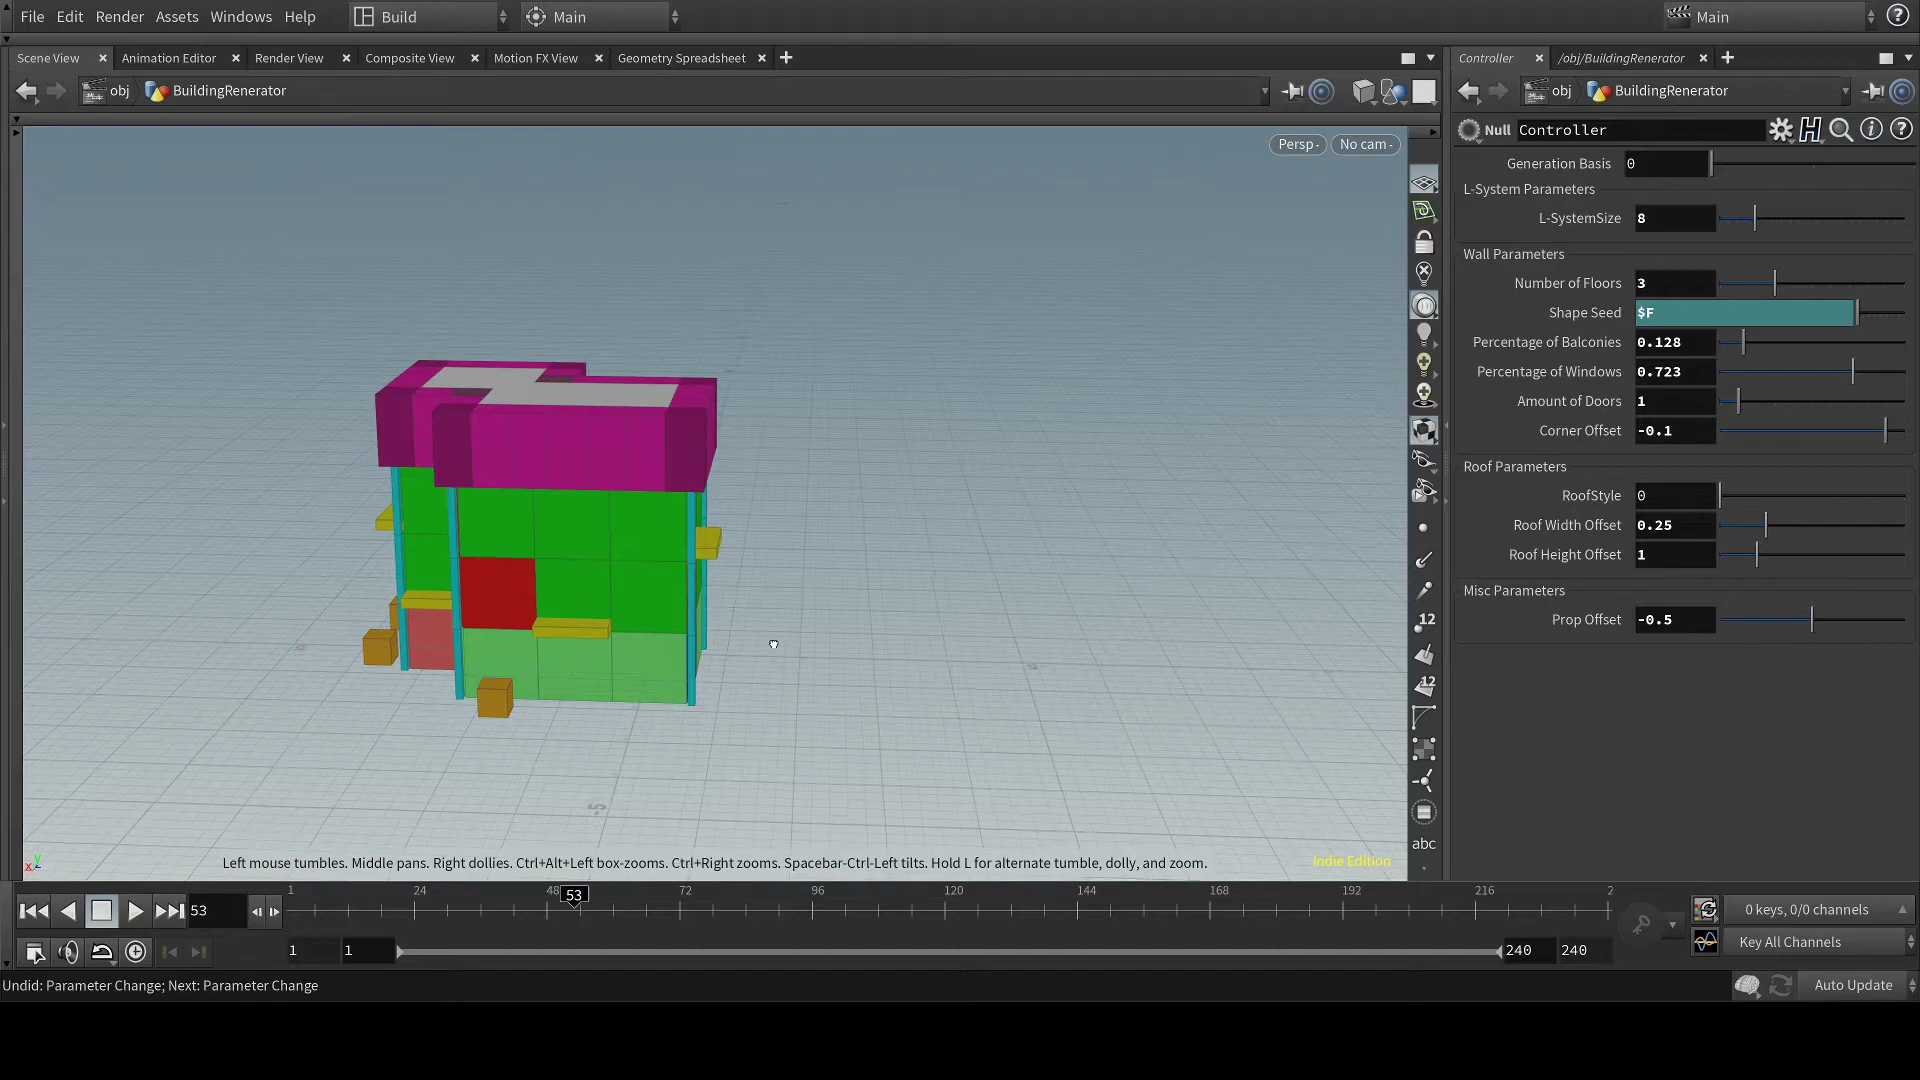 File Edit Render Assets Windows Help Build Main Main
Scene View Animation Editor Render View Composite View Motion FX View Geometry Spreadsheet
obj BuildingRenerator
Persp No cam
Left mouse tumbles. Middle pans. Right dollies. Ctrl+Alt+Left box-zooms. Ctrl+Right zooms. Spacebar-Ctrl-Left tilts. Hold L for alternate tumble, dolly, and zoom.
Indie Edition
12
12
abc
Controller /obj/BuildingRenerator
obj BuildingRenerator
Null Controller
Generation Basis 0
L-System Parameters
L-SystemSize 8
Wall Parameters
Number of Floors 3
Shape Seed $F
Percentage of Balconies 0.128
Percentage of Windows 0.723
Amount of Doors 1
Corner Offset -0.1
Roof Parameters
RoofStyle 0
Roof Width Offset 0.25
Roof Height Offset 1
Misc Parameters
Prop Offset -0.5
1 24 48 53 72 96 120 144 168 192 216 2
53
0 keys, 0/0 channels
1 1 240 240
Key All Channels
Undid: Parameter Change; Next: Parameter Change
Auto Update